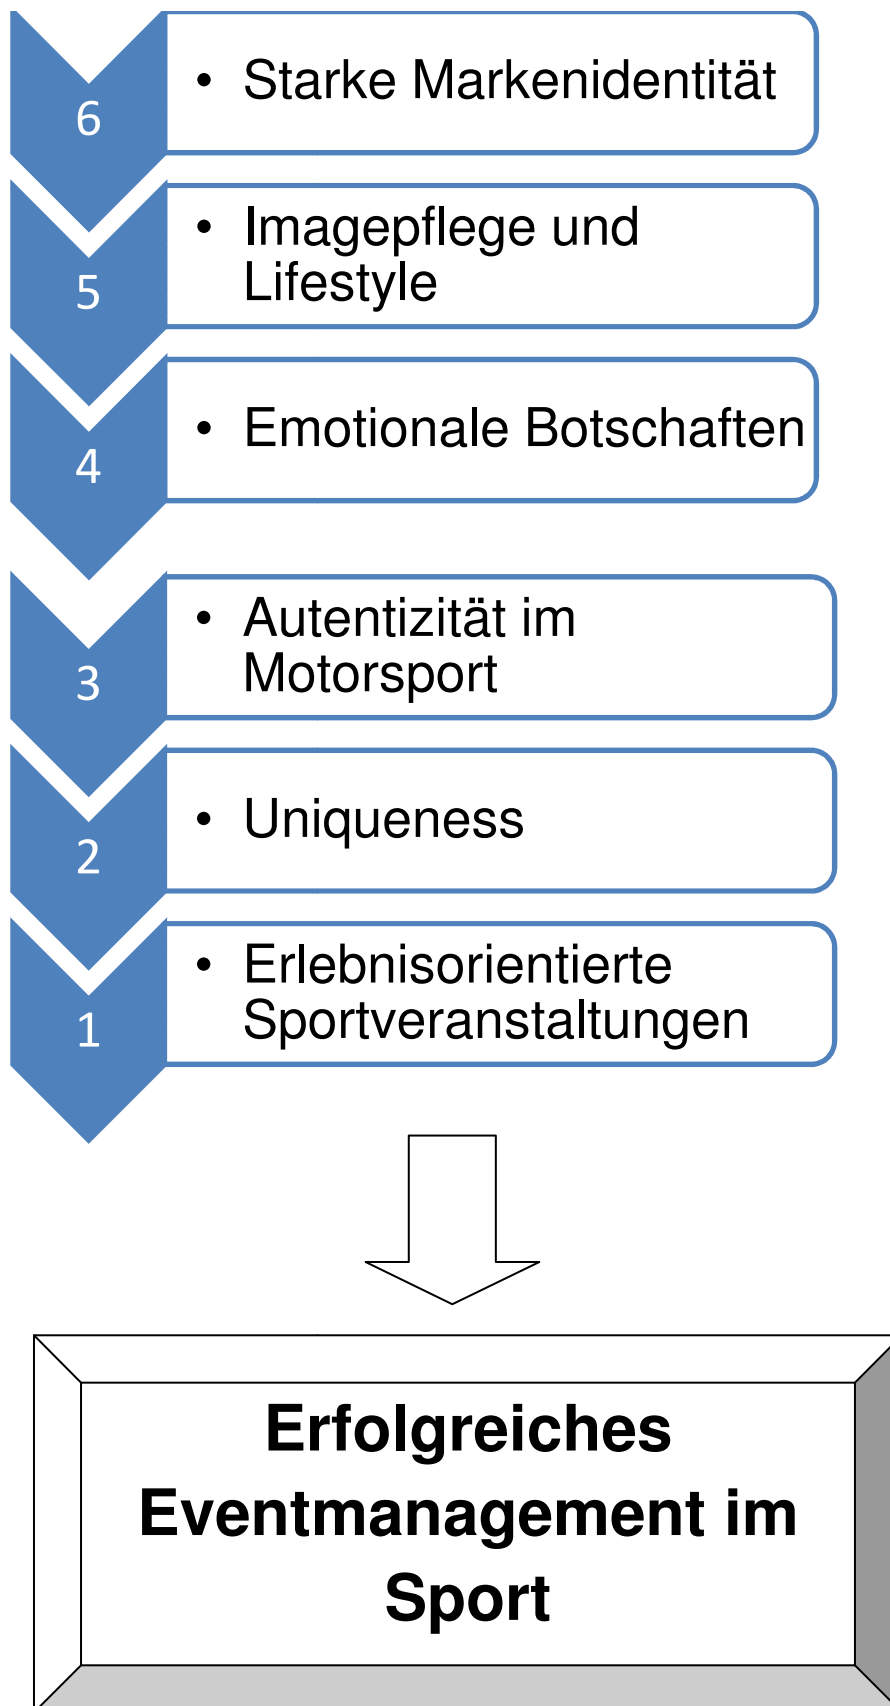 6
• Starke Markenidentität
5
• Imagepflege und
Lifestyle
4
• Emotionale Botschaften
3
• Autentizität im
Motorsport
2
• Uniqueness
1
• Erlebnisorientierte
Sportveranstaltungen
Erfolgreiches
Eventmanagement im
Sport